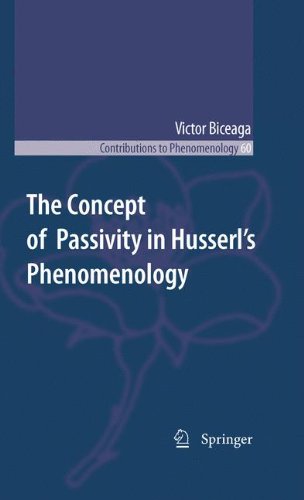 Victor Biceaga
Contributions to Phenomenology 60
The Concept
of Passivity in Husserl's
Phenomenology
Springer